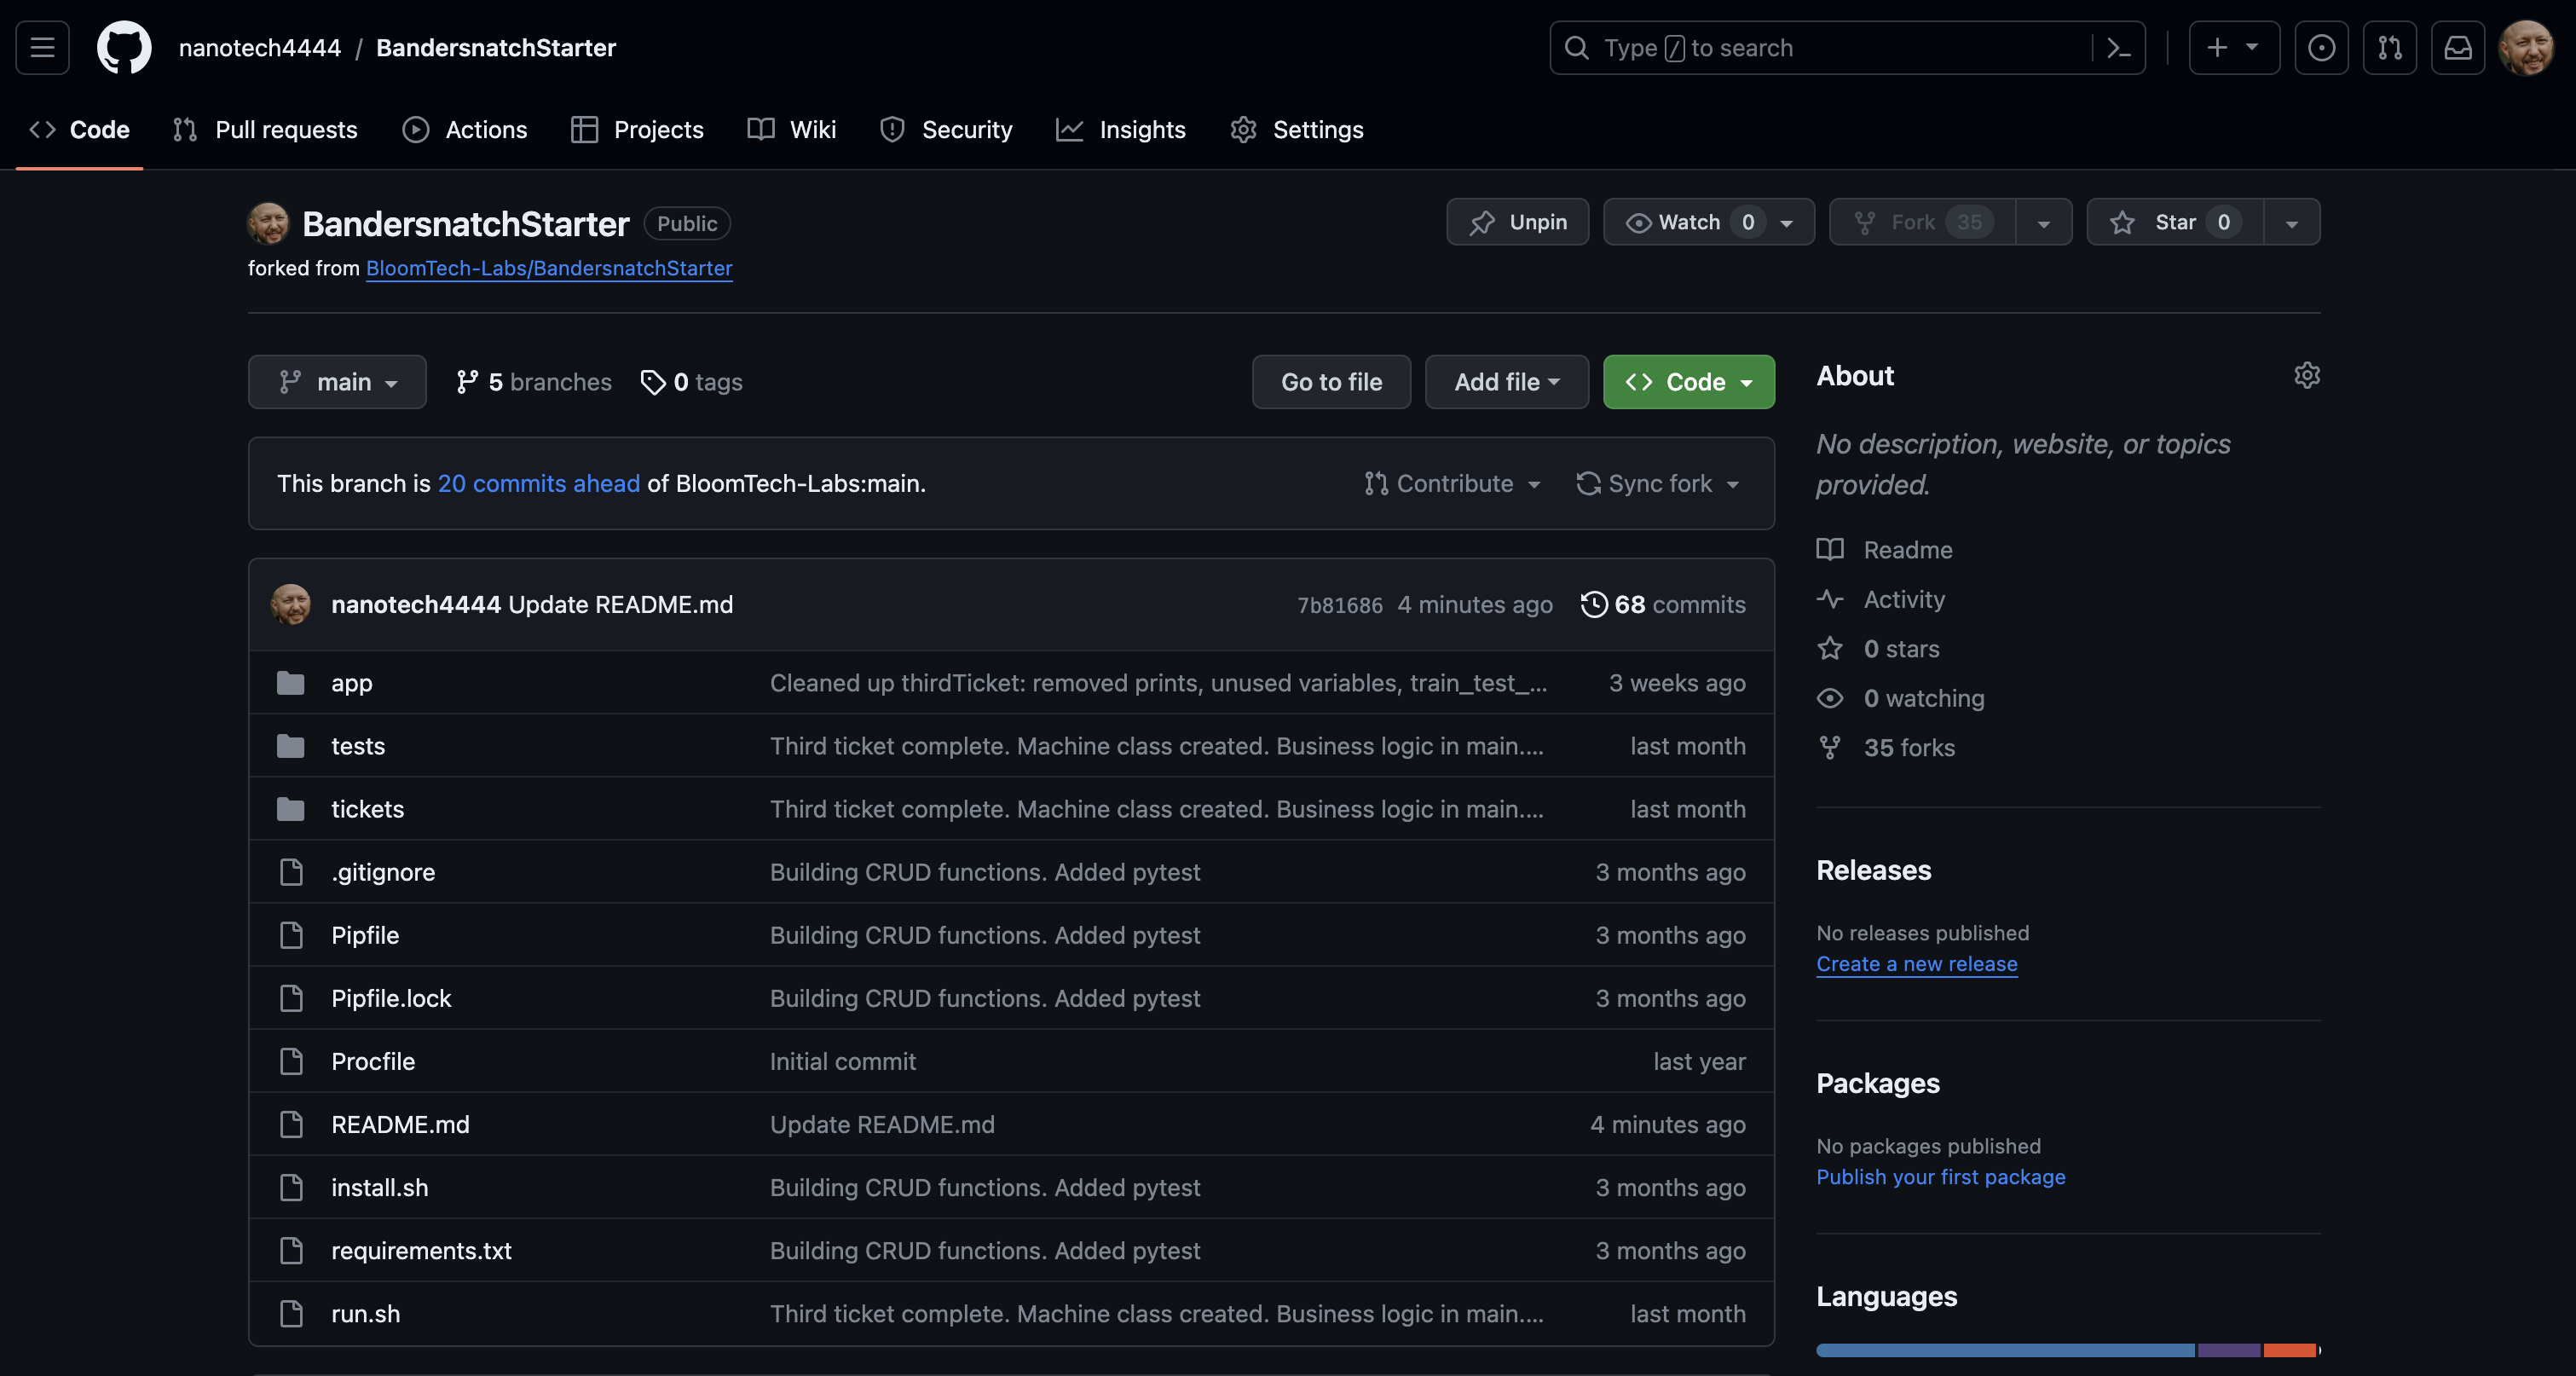 nanotech4444 / BandersnatchStarter
Type / to search
Code Pull requests Actions Projects Wiki Security Insights Settings
BandersnatchStarter Public
Unpin Watch 0 Fork 35 Star 0
forked from BloomTech-Labs/BandersnatchStarter
main 5 branches 0 tags
Go to file Add file Code
This branch is 20 commits ahead of BloomTech-Labs:main.
Contribute Sync fork
nanotech4444 Update README.md 7b81686 4 minutes ago 68 commits
app Cleaned up thirdTicket: removed prints, unused variables, train_test_... 3 weeks ago
tests Third ticket complete. Machine class created. Business logic in main.... last month
tickets Third ticket complete. Machine class created. Business logic in main.... last month
.gitignore Building CRUD functions. Added pytest 3 months ago
Pipfile Building CRUD functions. Added pytest 3 months ago
Pipfile.lock Building CRUD functions. Added pytest 3 months ago
Procfile Initial commit last year
README.md Update README.md 4 minutes ago
install.sh Building CRUD functions. Added pytest 3 months ago
requirements.txt Building CRUD functions. Added pytest 3 months ago
run.sh Third ticket complete. Machine class created. Business logic in main.... last month
About
No description, website, or topics
provided.
Readme
Activity
0 stars
0 watching
35 forks
Releases
No releases published
Create a new release
Packages
No packages published
Publish your first package
Languages